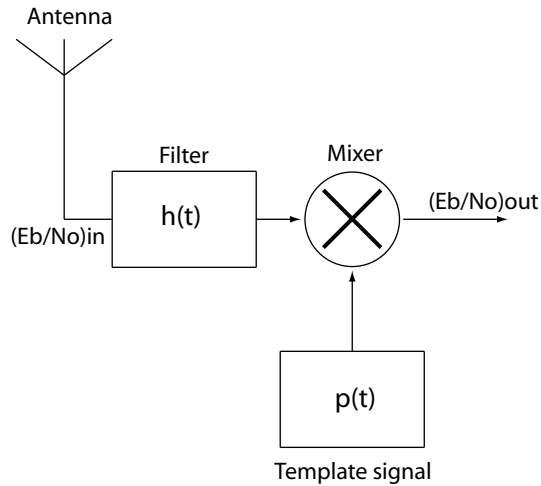 Antenna
Filter
Mixer
h(t)
(Eb/No)in
(Eb/No)out
p(t)
Template signal